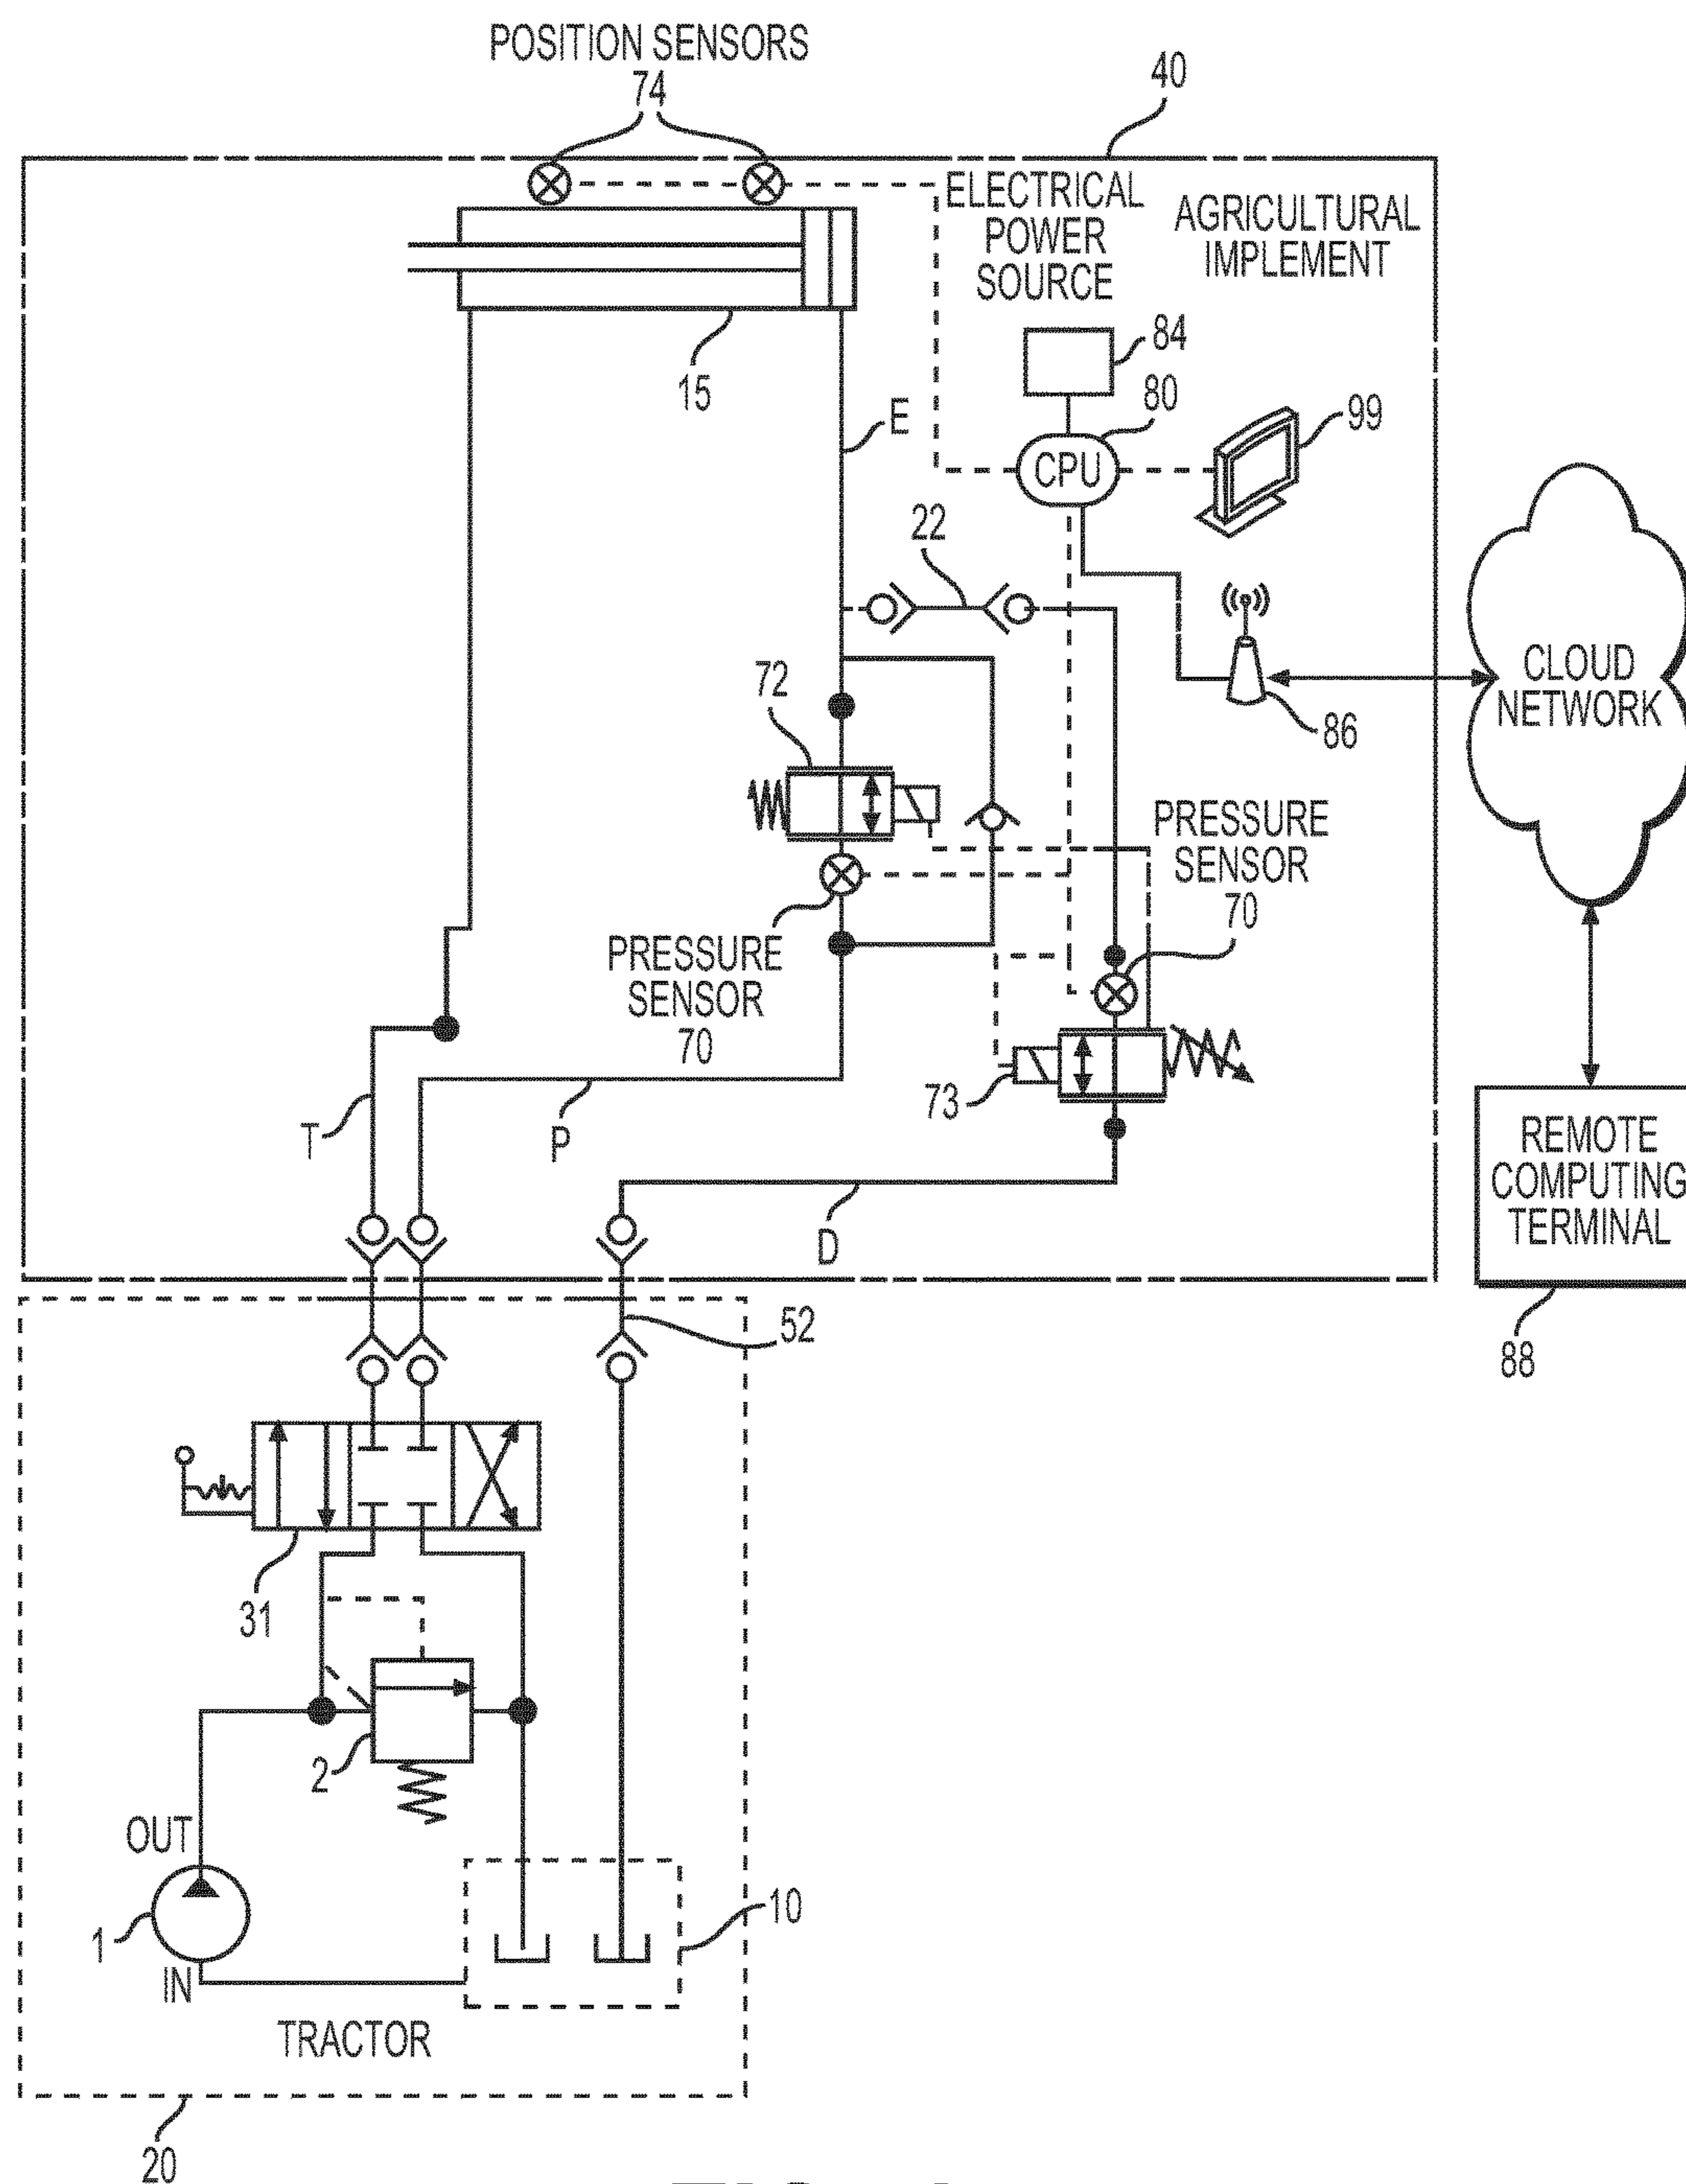 POSITION SENSORS
74
40
ELECTRICAL
POWER
SOURCE
AGRICULTURAL
IMPLEMENT
84
15
80
E
99
CPU
22
72
CLOUD
NETWORK
86
PRESSURE
SENSOR
70
PRESSURE
SENSOR
70
73
T
P
REMOTE
COMPUTING
TERMINAL
D
52
88
31
2
OUT
10
1
IN
TRACTOR
20